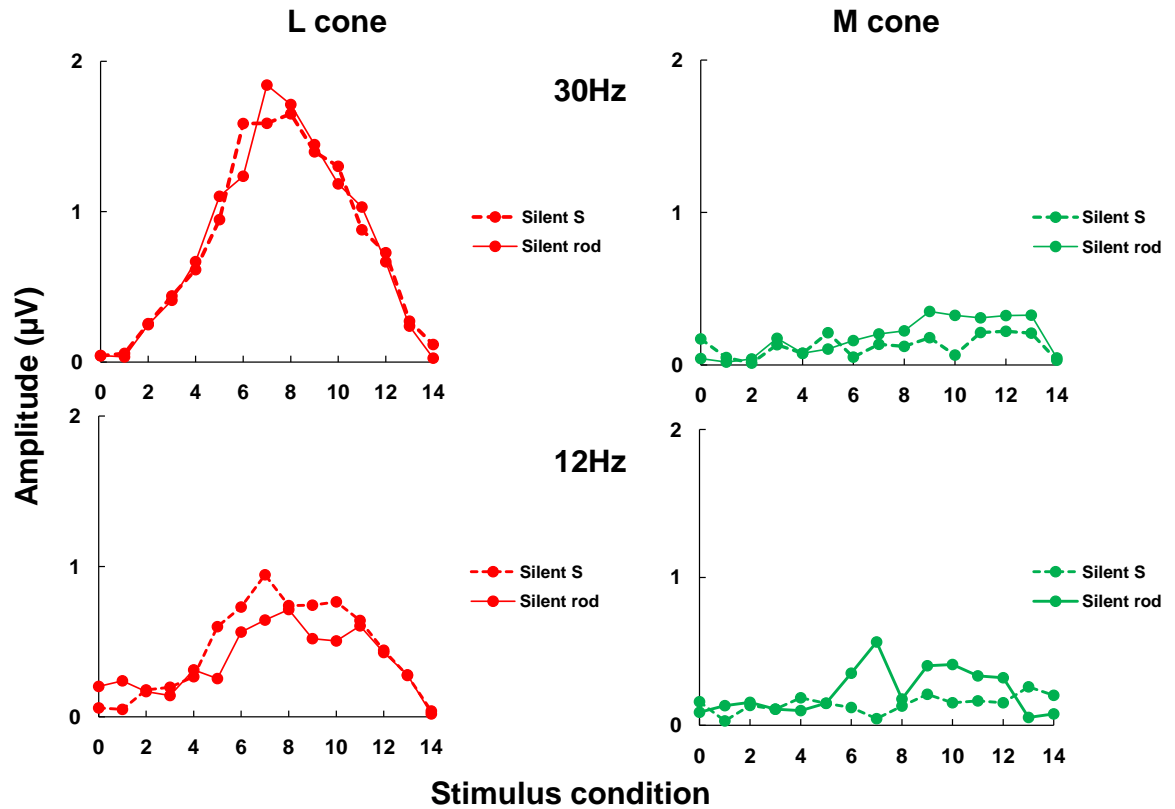 L cone
M cone
30Hz
2
1
0
0 2 4 6 8 10 12 14
Silent S
Silent rod
2
1
0
0 2 4 6 8 10 12 14
Silent S
Silent rod
Amplitude (µV)
12Hz
2
1
0
0 2 4 6 8 10 12 14
Silent S
Silent rod
2
1
0
0 2 4 6 8 10 12 14
Silent S
Silent rod
Stimulus condition